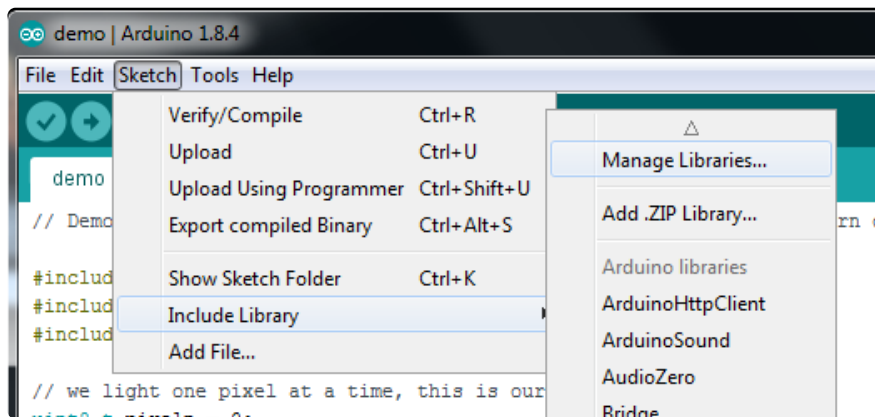 demo | Arduino 1.8.4
File Edit Sketch Tools Help
Verify/Compile Ctrl+R
Upload Ctrl+U
Upload Using Programmer Ctrl+Shift+U
Export compiled Binary Ctrl+Alt+S
Show Sketch Folder Ctrl+K
Include Library
Add File...
Manage Libraries...
Add .ZIP Library...
Arduino libraries
ArduinoHttpClient
ArduinoSound
AudioZero
Bridge
demo
// Demo
#includ
#includ
#includ
// we light one pixel at a time, this is our